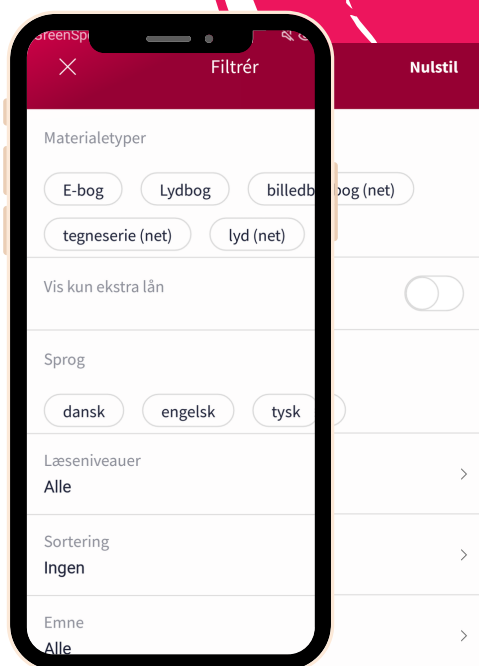 GreenSp
Filtrér Nulstil
Materialetyper
E-bog Lydbog billedb bog (net)
tegneserie (net) lyd (net)
Vis kun ekstra lån
Sprog
dansk engelsk tysk
Læseniveauer
Alle
Sortering
Ingen
Emne
Alle